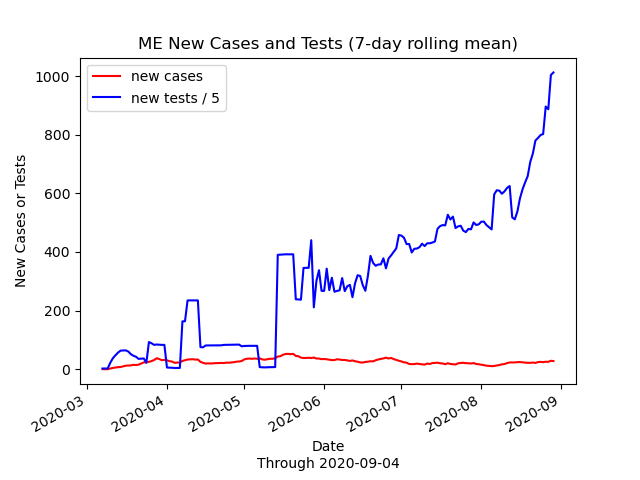 ME New Cases and Tests (7-day rolling mean)
new cases
new tests / 5
1000
800
600
400
200
0
New Cases or Tests
2020-03
2020-04
2020-05
2020-06
2020-07
2020-08
2020-09
Date
Through 2020-09-04